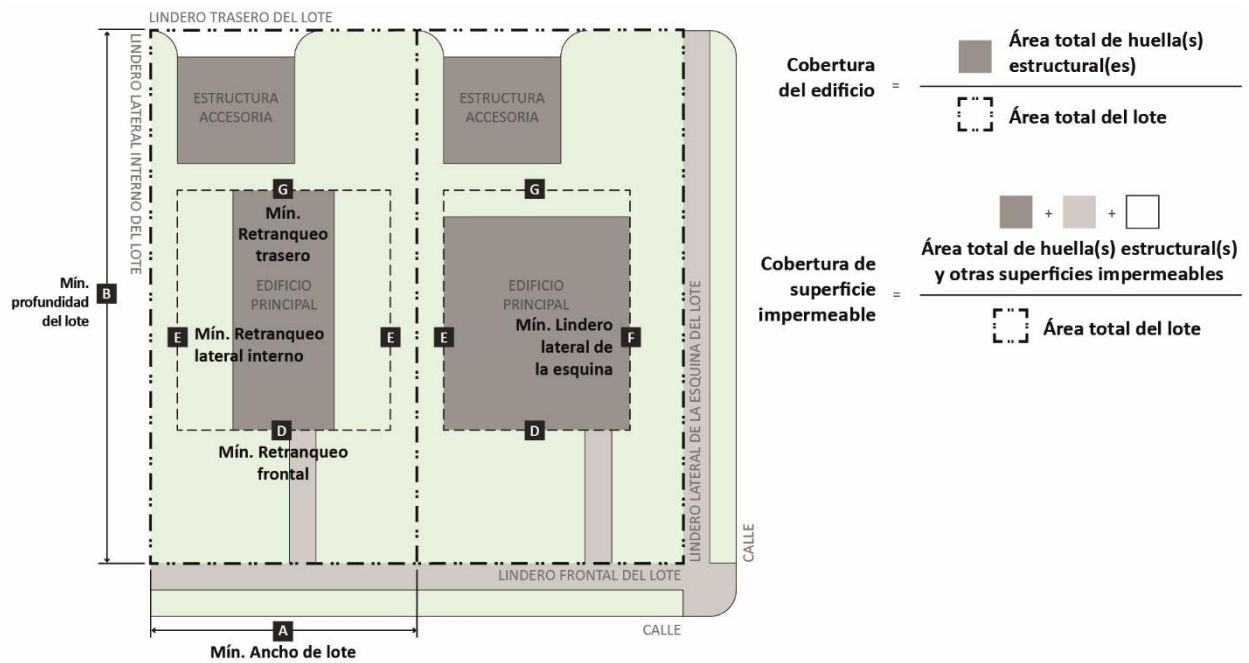 LINDERO TRASERO DEL LOTE
LINDERO LATERAL INTERNO DEL LOTE
ESTRUCTURA
ACCESORIA
ESTRUCTURA
ACCESORIA
G
Mín.
Retranqueo
trasero
G
EDIFICIO
PRINCIPAL
EDIFICIO
PRINCIPAL
Mín.
profundidad
del lote
B
E
Mín. Retranqueo
lateral interno
E
E
Mín. Lindero
lateral de
la esquina
F
D
Mín. Retranqueo
frontal
D
LINDERO LATERAL DE LA ESQUINA DEL LOTE
CALLE
LINDERO FRONTAL DEL LOTE
CALLE
A
Mín. Ancho de lote
Cobertura
del edificio
=
Área total de huella(s)
estructural(es)
Área total del lote
Cobertura de
superficie
impermeable
=
+ +
Área total de huella(s) estructural(s)
y otras superficies impermeables
Área total del lote